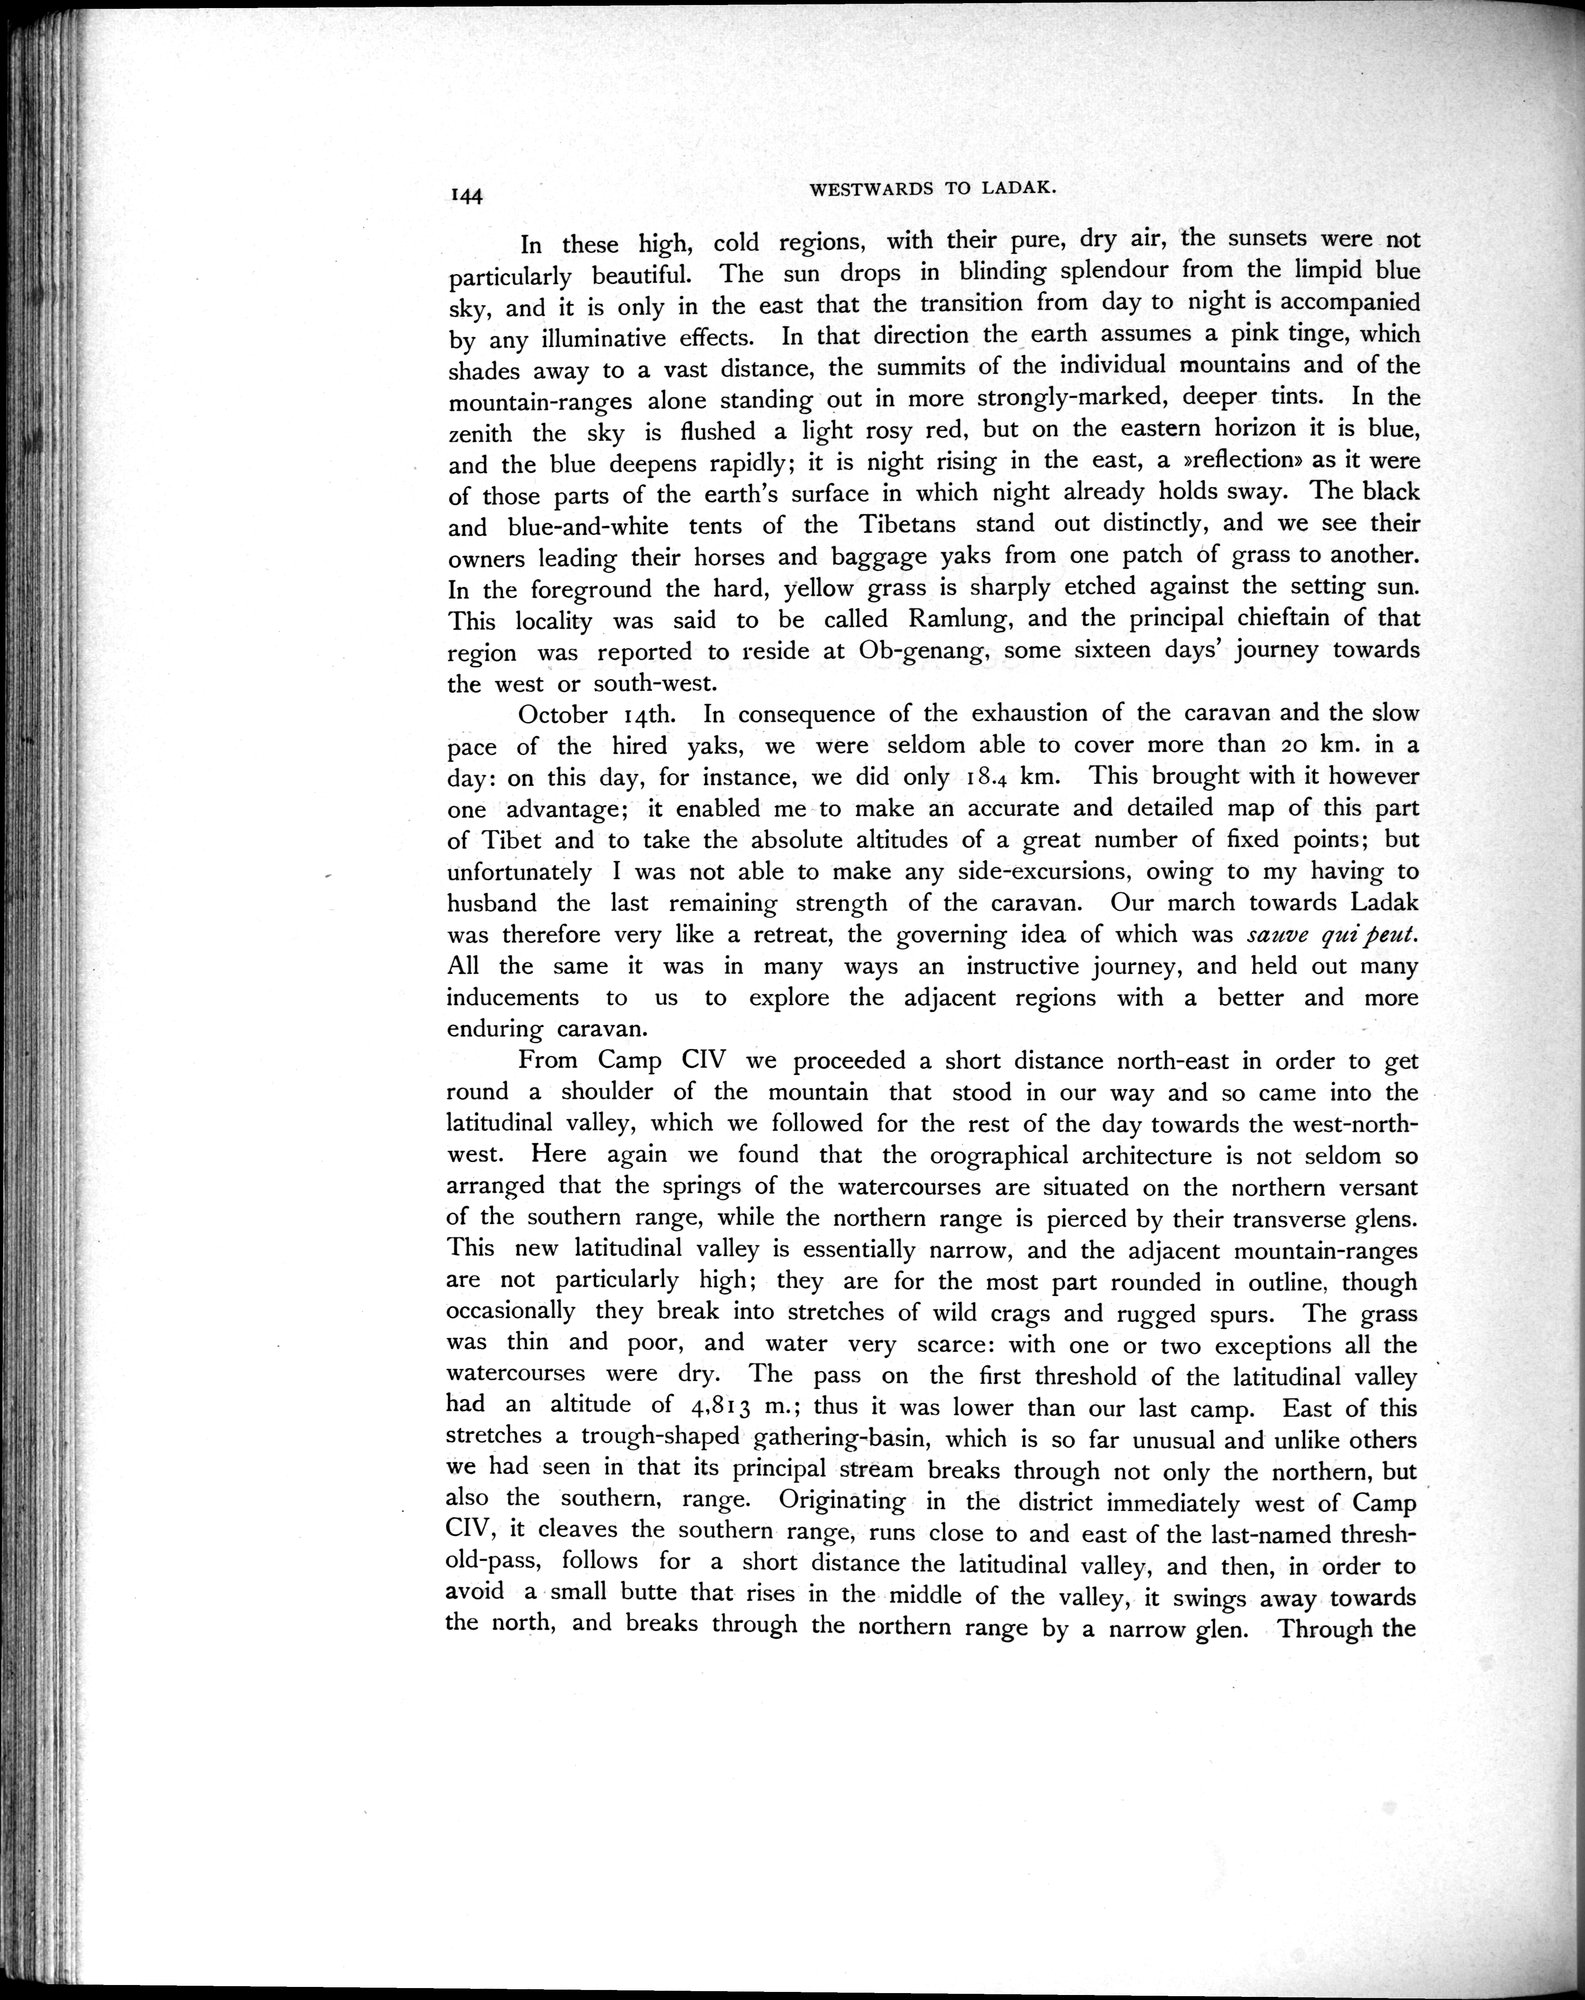 144
WESTWARDS TO LADAK.
In these high, cold regions, with their pure, dry air, the sunsets were not
particularly beautiful. The sun drops in blinding splendour from the limpid blue
sky, and it is only in the east that the transition from day to night is accompanied
by any illuminative effects. In that direction the earth assumes a pink tinge, which
shades away to a vast distance, the summits of the individual mountains and of the
mountain-ranges alone standing out in more strongly-marked, deeper tints. In the
zenith the sky is flushed a light rosy red, but on the eastern horizon it is blue,
and the blue deepens rapidly; it is night rising in the east, a »reflection» as it were
of those parts of the earth's surface in which night already holds sway. The black
and blue-and-white tents of the Tibetans stand out distinctly, and we see their
owners leading their horses and baggage yaks from one patch of grass to another.
In the foreground the hard, yellow grass is sharply etched against the setting sun.
This locality was said to be called Ramlung, and the principal chieftain of that
region was reported to reside at Ob-genang, some sixteen days' journey towards
the west or south-west.
October 14th. In consequence of the exhaustion of the caravan and the slow
pace of the hired yaks, we were seldom able to cover more than 20 km. in a
day: on this day, for instance, we did only 18.4 km. This brought with it however
one advantage; it enabled me to make an accurate and detailed map of this part
of Tibet and to take the absolute altitudes of a great number of fixed points; but
unfortunately I was not able to make any side-excursions, owing to my having to
husband the last remaining strength of the caravan. Our march towards Ladak
was therefore very like a retreat, the governing idea of which was sauve qui peut.
All the same it was in many ways an instructive journey, and held out many
inducements to us to explore the adjacent regions with a better and more
enduring caravan.
From Camp CIV we proceeded a short distance north-east in order to get
round a shoulder of the mountain that stood in our way and so came into the
latitudinal valley, which we followed for the rest of the day towards the west-north-
west. Here again we found that the orographical architecture is not seldom so
arranged that the springs of the watercourses are situated on the northern versant
of the southern range, while the northern range is pierced by their transverse glens.
This new latitudinal valley is essentially narrow, and the adjacent mountain-ranges
are not particularly high; they are for the most part rounded in outline, though
occasionally they break into stretches of wild crags and rugged spurs. The grass
was thin and poor, and water very scarce: with one or two exceptions all the
watercourses were dry. The pass on the first threshold of the latitudinal valley
had an altitude of 4,813 m.; thus it was lower than our last camp. East of this
stretches a trough-shaped gathering-basin, which is so far unusual and unlike others
we had seen in that its principal stream breaks through not only the northern, but
also the southern, range. Originating in the district immediately west of Camp
CIV, it cleaves the southern range, runs close to and east of the last-named thresh-
old-pass, follows for a short distance the latitudinal valley, and then, in order to
avoid a small butte that rises in the middle of the valley, it swings away towards
the north, and breaks through the northern range by a narrow glen. Through the